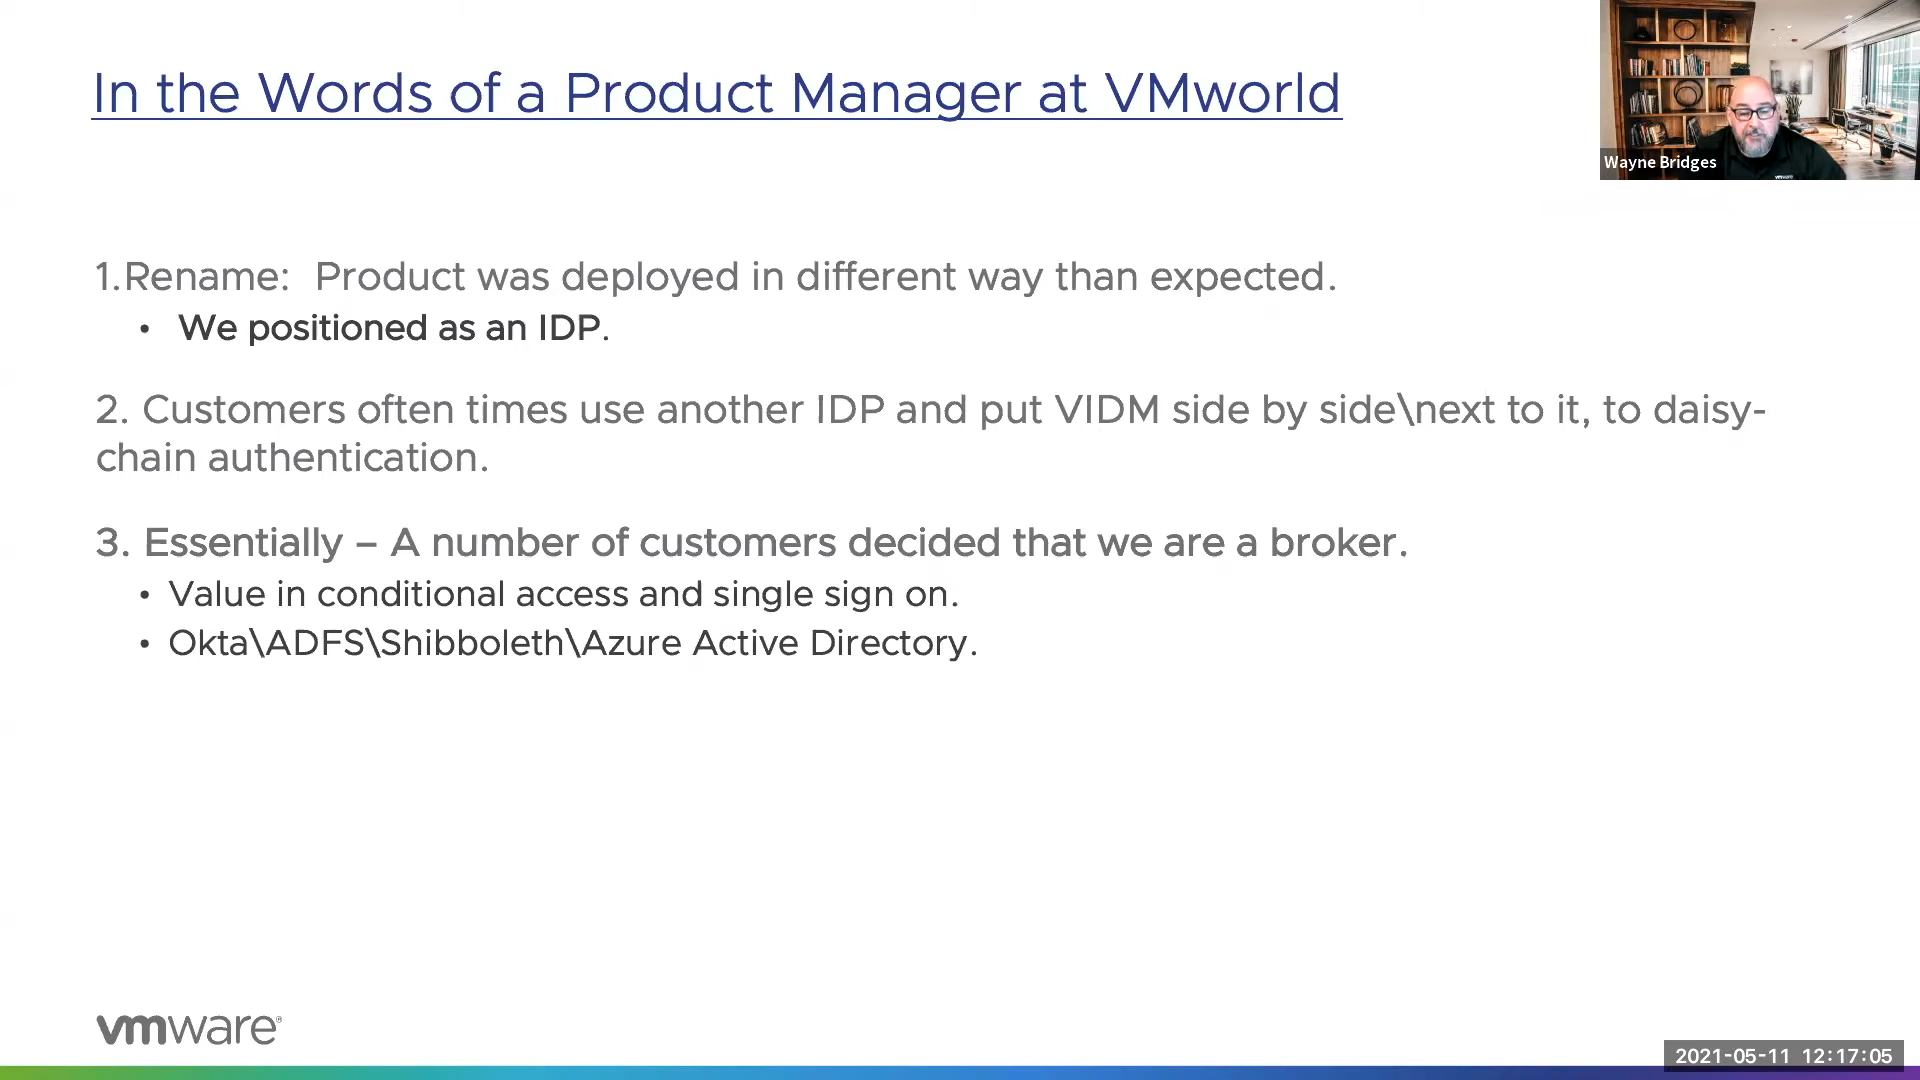 In the Words of a Product Manager at VMworld
Wayne Bridges
vmware
1.Rename:  Product was deployed in different way than expected.
• We positioned as an IDP.
2. Customers often times use another IDP and put VIDM side by side\next to it, to daisy-
chain authentication.
3. Essentially – A number of customers decided that we are a broker.
• Value in conditional access and single sign on.
• Okta\ADFS\Shibboleth\Azure Active Directory.
vmware®
2021-05-11 12:17:05